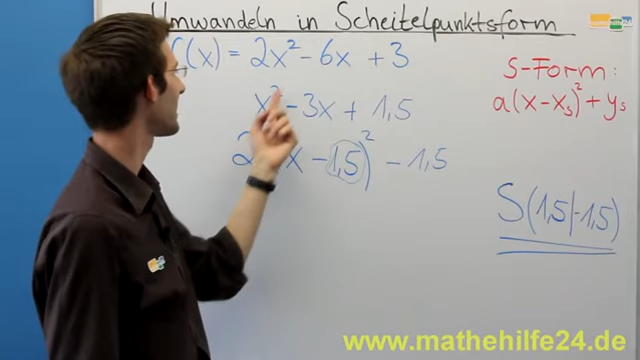 Umwandeln in Scheitelpunktsform
f(x) = 2x² - 6x + 3
S-Form:
a(x-xₛ)² + yₛ
x² - 3x + 1,5
2(x - 1,5)² - 1,5
S(1,5|-1,5)
www.mathehilfe24.de